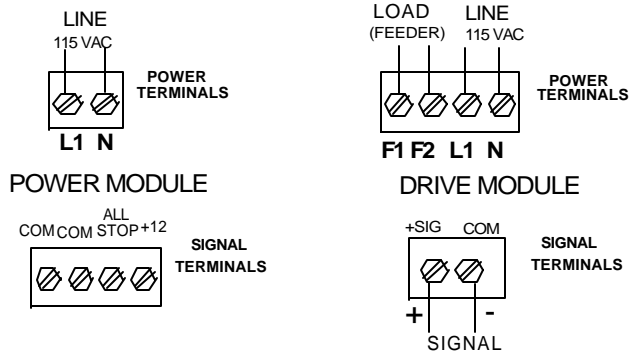 LINE
115 VAC
POWER
TERMINALS
L1 N
POWER MODULE
COM COM ALL STOP +12
SIGNAL
TERMINALS
LOAD
(FEEDER)
LINE
115 VAC
POWER
TERMINALS
F1 F2 L1 N
DRIVE MODULE
+SIG COM
SIGNAL
TERMINALS
+ -
SIGNAL